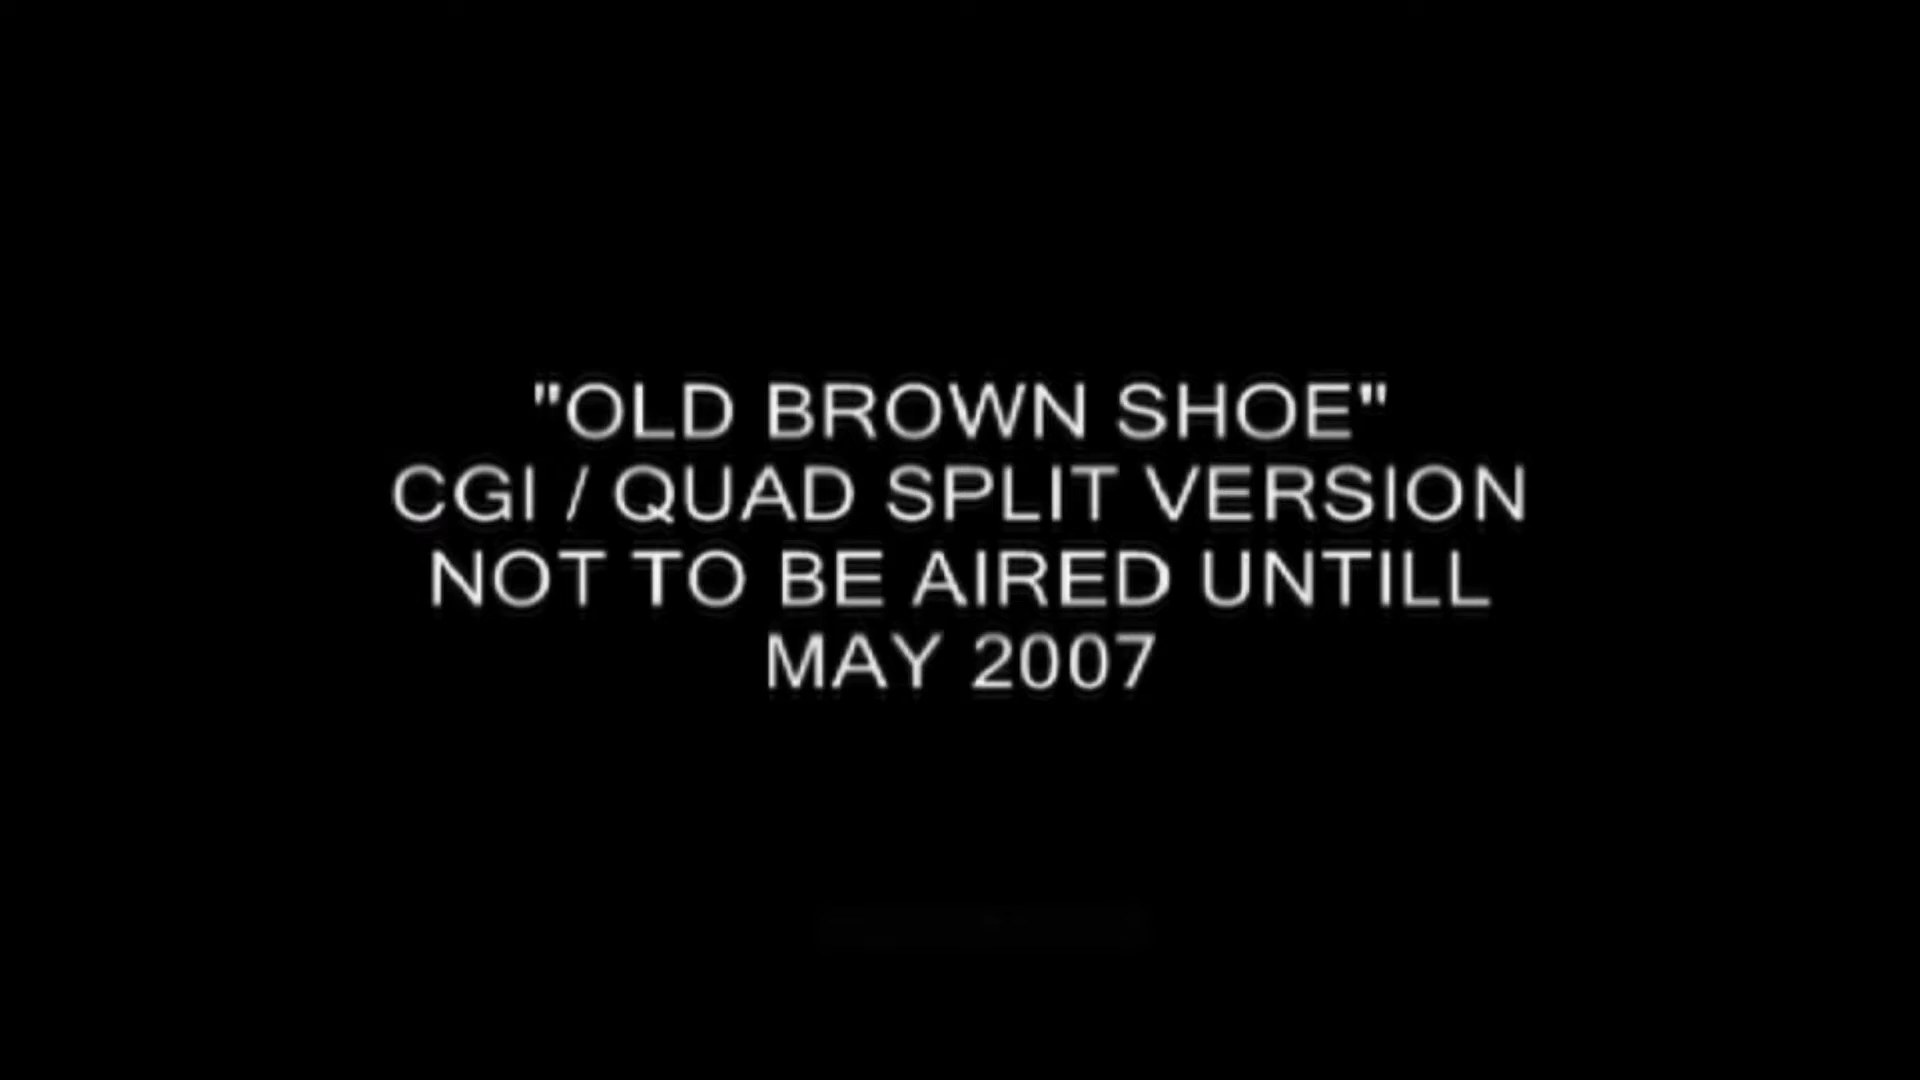 "OLD BROWN SHOE"
CGI / QUAD SPLIT VERSION
NOT TO BE AIRED UNTILL
MAY 2007